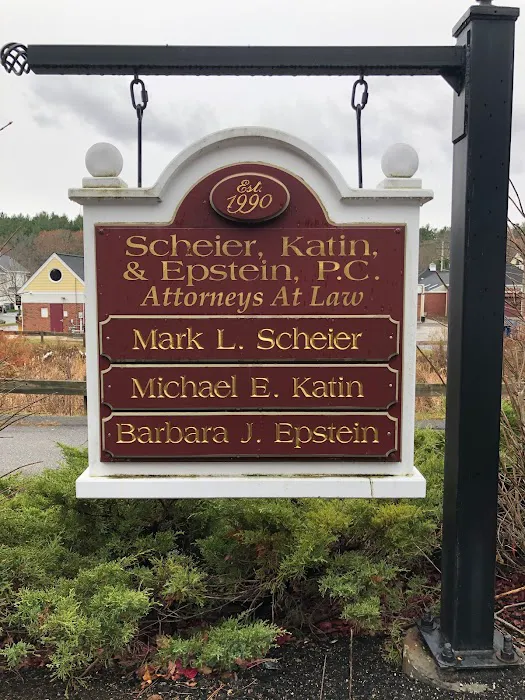 Est.
1990
Scheier, Katin,
& Epstein, P.C.
Attorneys At Law
Mark L. Scheier
Michael E. Katin
Barbara J. Epstein